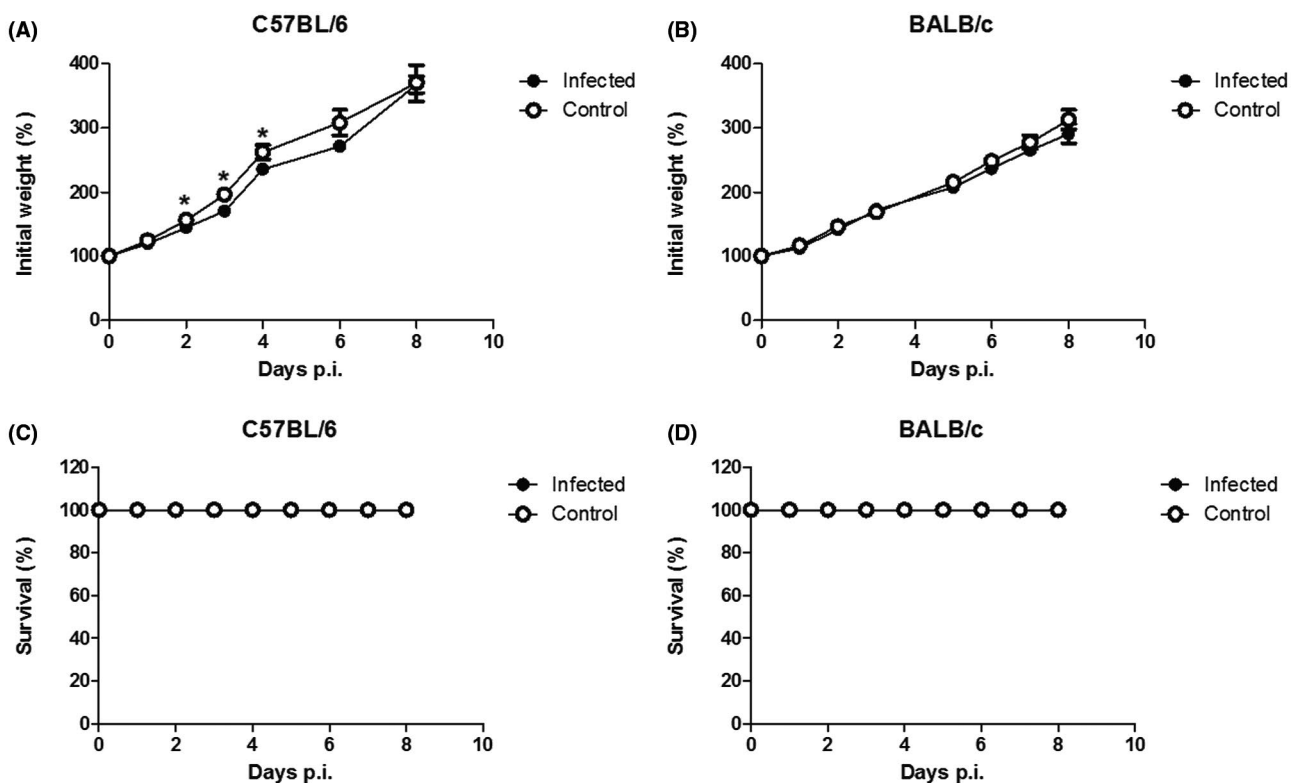 (A)
C57BL/6
400
300
200
100
0
Initial weight (%)
* * *
0 2 4 6 8 10
Days p.i.
Infected
Control
(B)
BALB/c
400
300
200
100
0
Initial weight (%)
0 2 4 6 8 10
Days p.i.
Infected
Control
(C)
C57BL/6
120
100
80
60
40
20
0
Survival (%)
0 2 4 6 8 10
Days p.i.
Infected
Control
(D)
BALB/c
120
100
80
60
40
20
0
Survival (%)
0 2 4 6 8 10
Days p.i.
Infected
Control